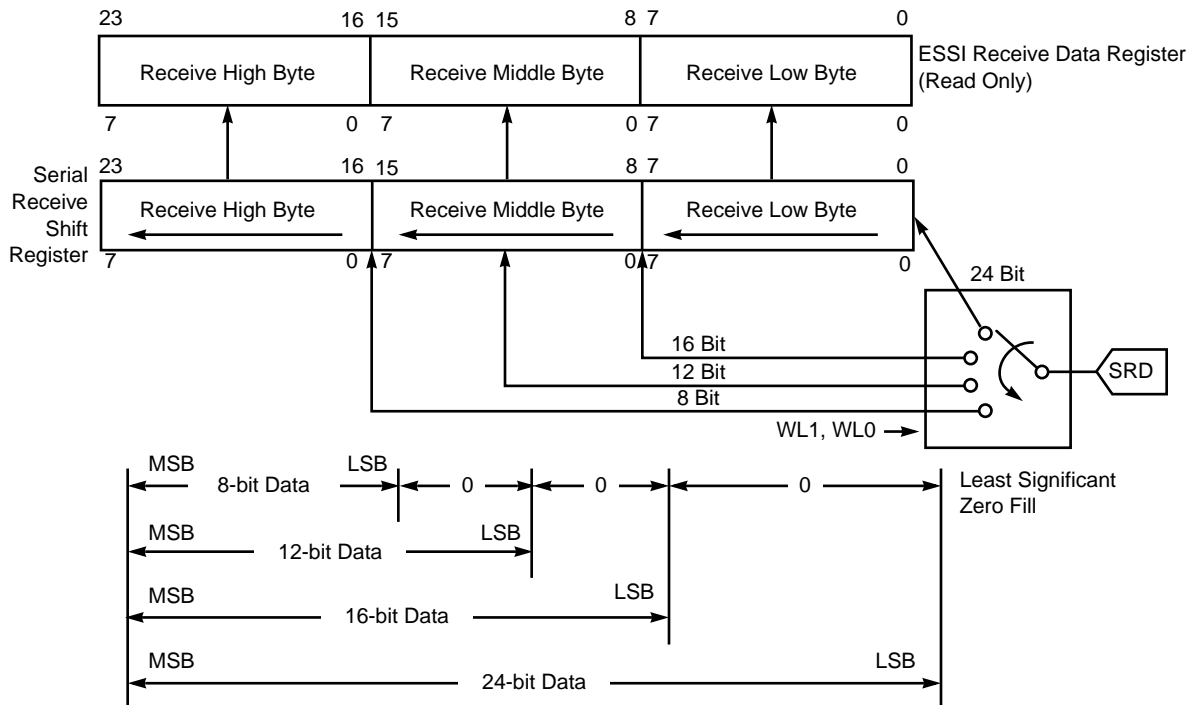 23 16 15 8 7 0
Receive High Byte Receive Middle Byte Receive Low Byte
ESSI Receive Data Register
(Read Only)
7 0 7 0 7 0
Serial
Receive
Shift
Register
23 16 15 8 7 0
Receive High Byte Receive Middle Byte Receive Low Byte
7 0 7 0 7 0
24 Bit
16 Bit
12 Bit
8 Bit
SRD
WL1, WL0
MSB LSB
8-bit Data 0 0 0
Least Significant
Zero Fill
MSB LSB
12-bit Data
MSB LSB
16-bit Data
MSB LSB
24-bit Data